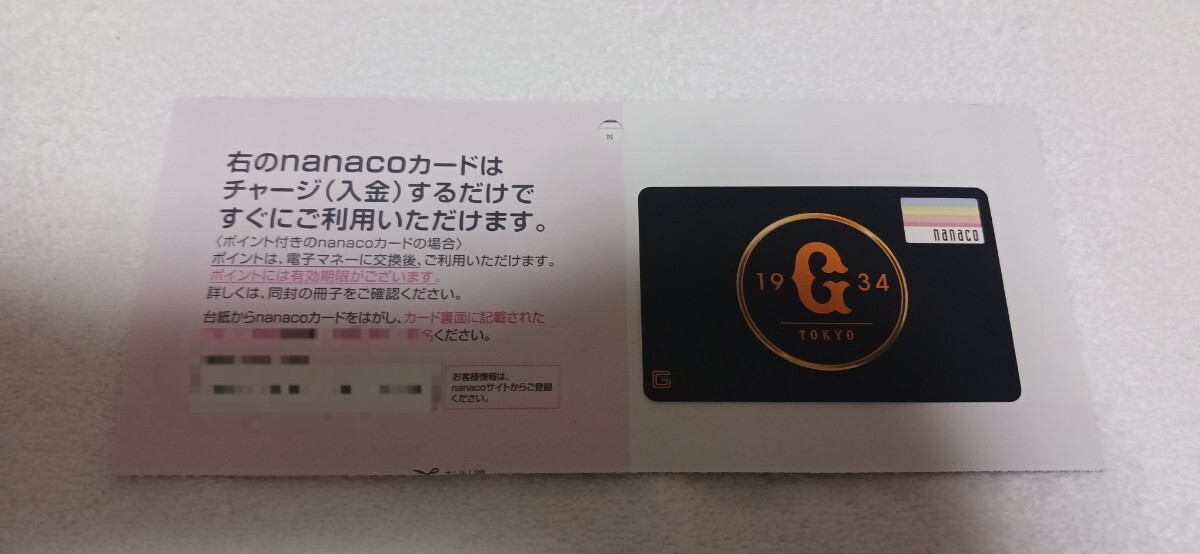 右のnanacoカードは
チャージ(入金)するだけで
すぐにご利用いただけます。
〈ポイント付きのnanacoカードの場合〉
ポイントは、電子マネーに交換後、ご利用いただけます。
ポイントには有効期限がございます。
詳しくは、同封の冊子をご確認ください。
台紙からnanacoカードをはがし、カード裏面に記載された
名ください。
お客様情報は、
nanacoサイトからご登録
ください。
nanaco
19 G 34
TOKYO
G